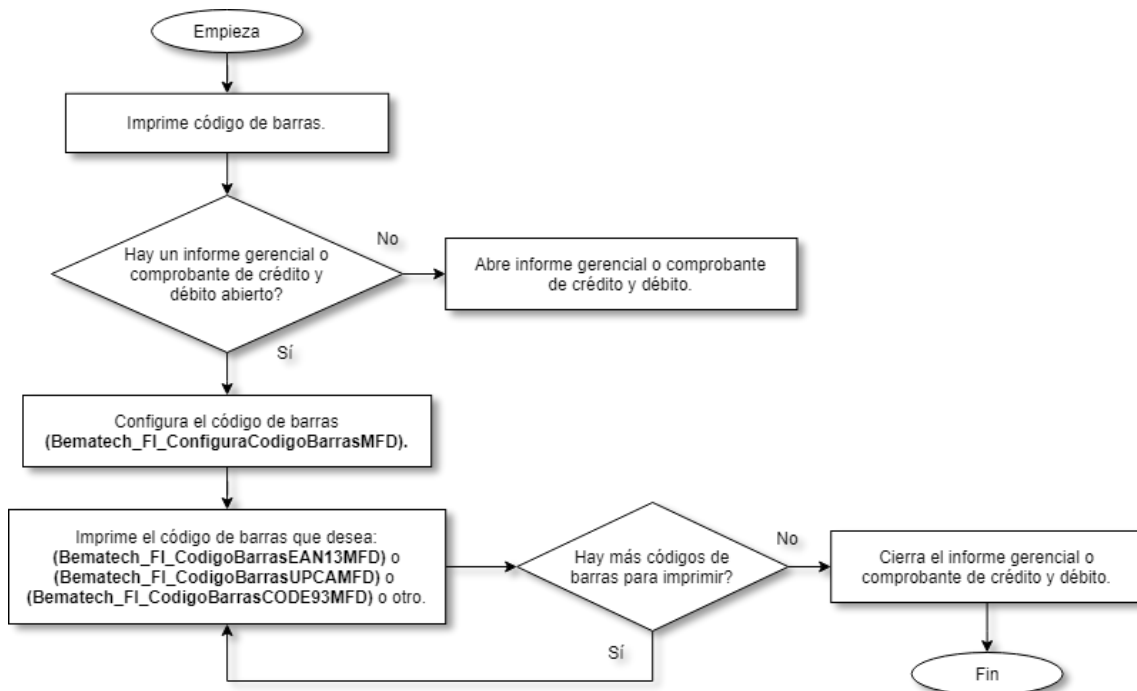 Empieza
Imprime código de barras.
Hay un informe gerencial o
comprobante de crédito y
débito abierto?
No
Abre informe gerencial o comprobante
de crédito y débito.
Sí
Configura el código de barras
(Bematech_FI_ConfiguraCodigoBarrasMFD).
Imprime el código de barras que desea:
(Bematech_FI_CodigoBarrasEAN13MFD) o
(Bematech_FI_CodigoBarrasUPCAMFD) o
(Bematech_FI_CodigoBarrasCODE93MFD) o otro.
Hay más códigos de
barras para imprimir?
No
Cierra el informe gerencial o
comprobante de crédito y débito.
Sí
Fin